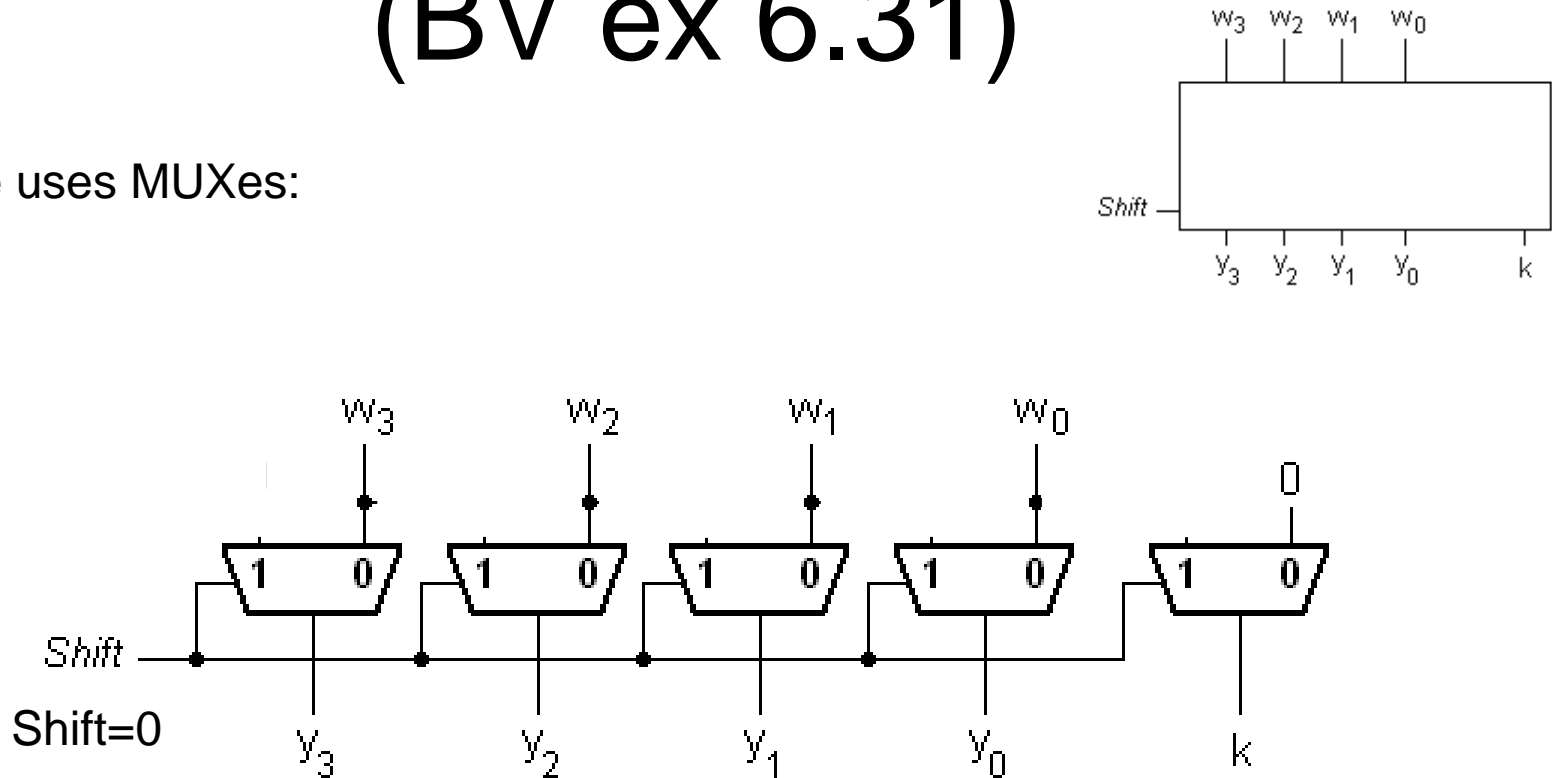 (BV ex 6.31)
w3 w2 w1 w0
uses MUXes:
Shift
y3 y2 y1 y0 k
w3 w2 w1 w0
0
1 0 1 0 1 0 1 0 1 0
Shift
Shift=0
y3 y2 y1 y0 k